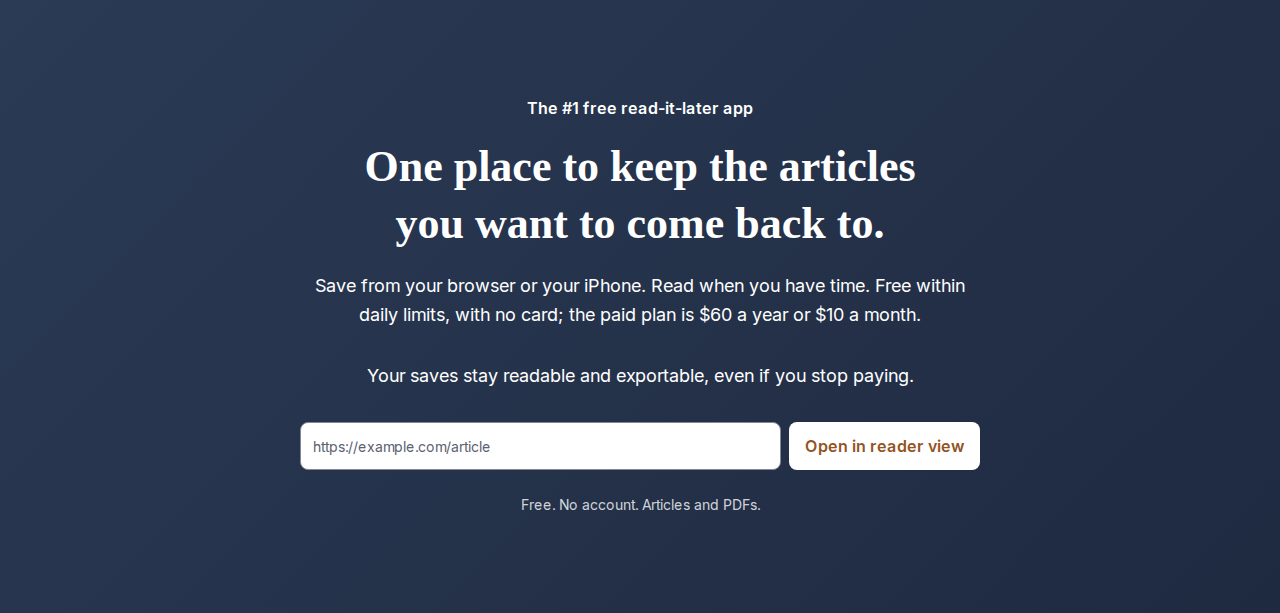 The #1 free read-it-later app
One place to keep the articles
you want to come back to.
Save from your browser or your iPhone. Read when you have time. Free within
daily limits, with no card; the paid plan is $60 a year or $10 a month.
Your saves stay readable and exportable, even if you stop paying.
https://example.com/article
Open in reader view
Free. No account. Articles and PDFs.